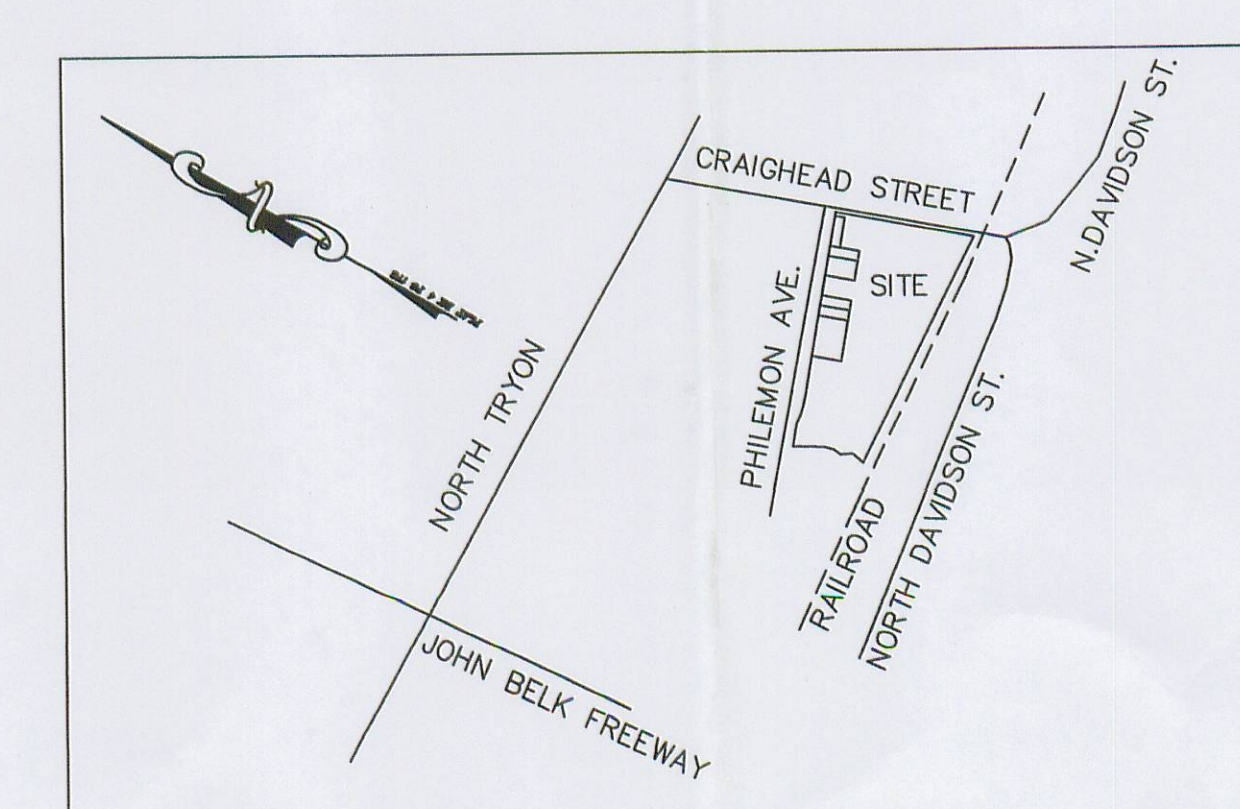 N.DAVIDSON ST.
CRAIGHEAD STREET
SITE
PHILEMON AVE.
NORTH TRYON
NORTH DAVIDSON ST.
RAILROAD
JOHN BELK FREEWAY